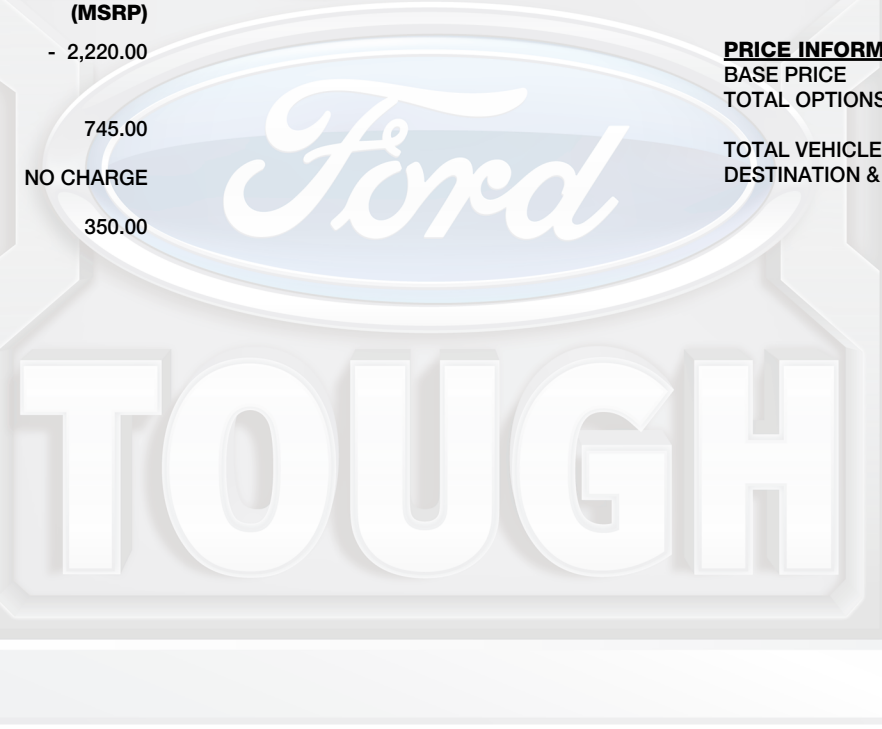 (MSRP)
- 2,220.00
745.00
NO CHARGE
350.00
PRICE INFORM
BASE PRICE
TOTAL OPTIONS
TOTAL VEHICLE
DESTINATION &
Ford
TOUGH